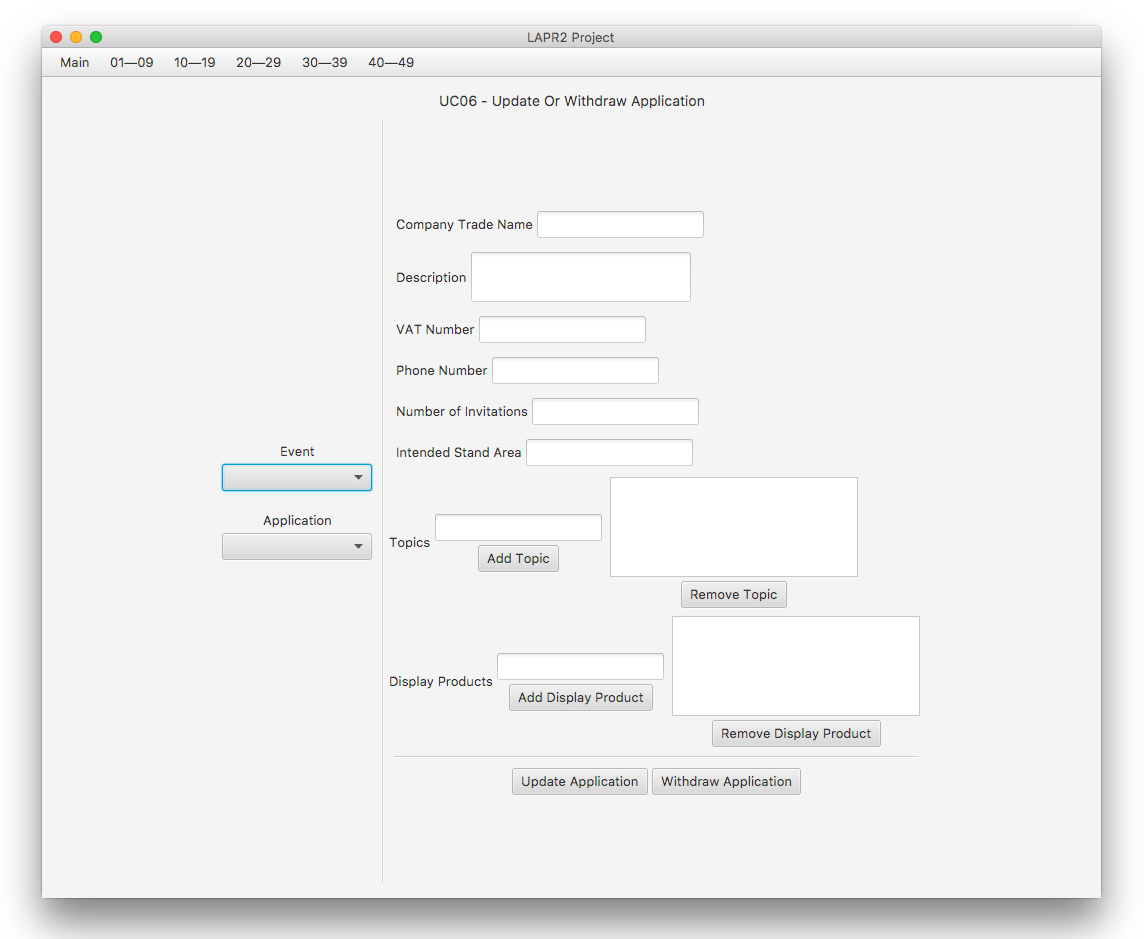 LAPR2 Project
Main 01—09 10—19 20—29 30—39 40—49
UC06 - Update Or Withdraw Application
Event
Application
Company Trade Name
Description
VAT Number
Phone Number
Number of Invitations
Intended Stand Area
Topics
Add Topic
Remove Topic
Display Products
Add Display Product
Remove Display Product
Update Application Withdraw Application